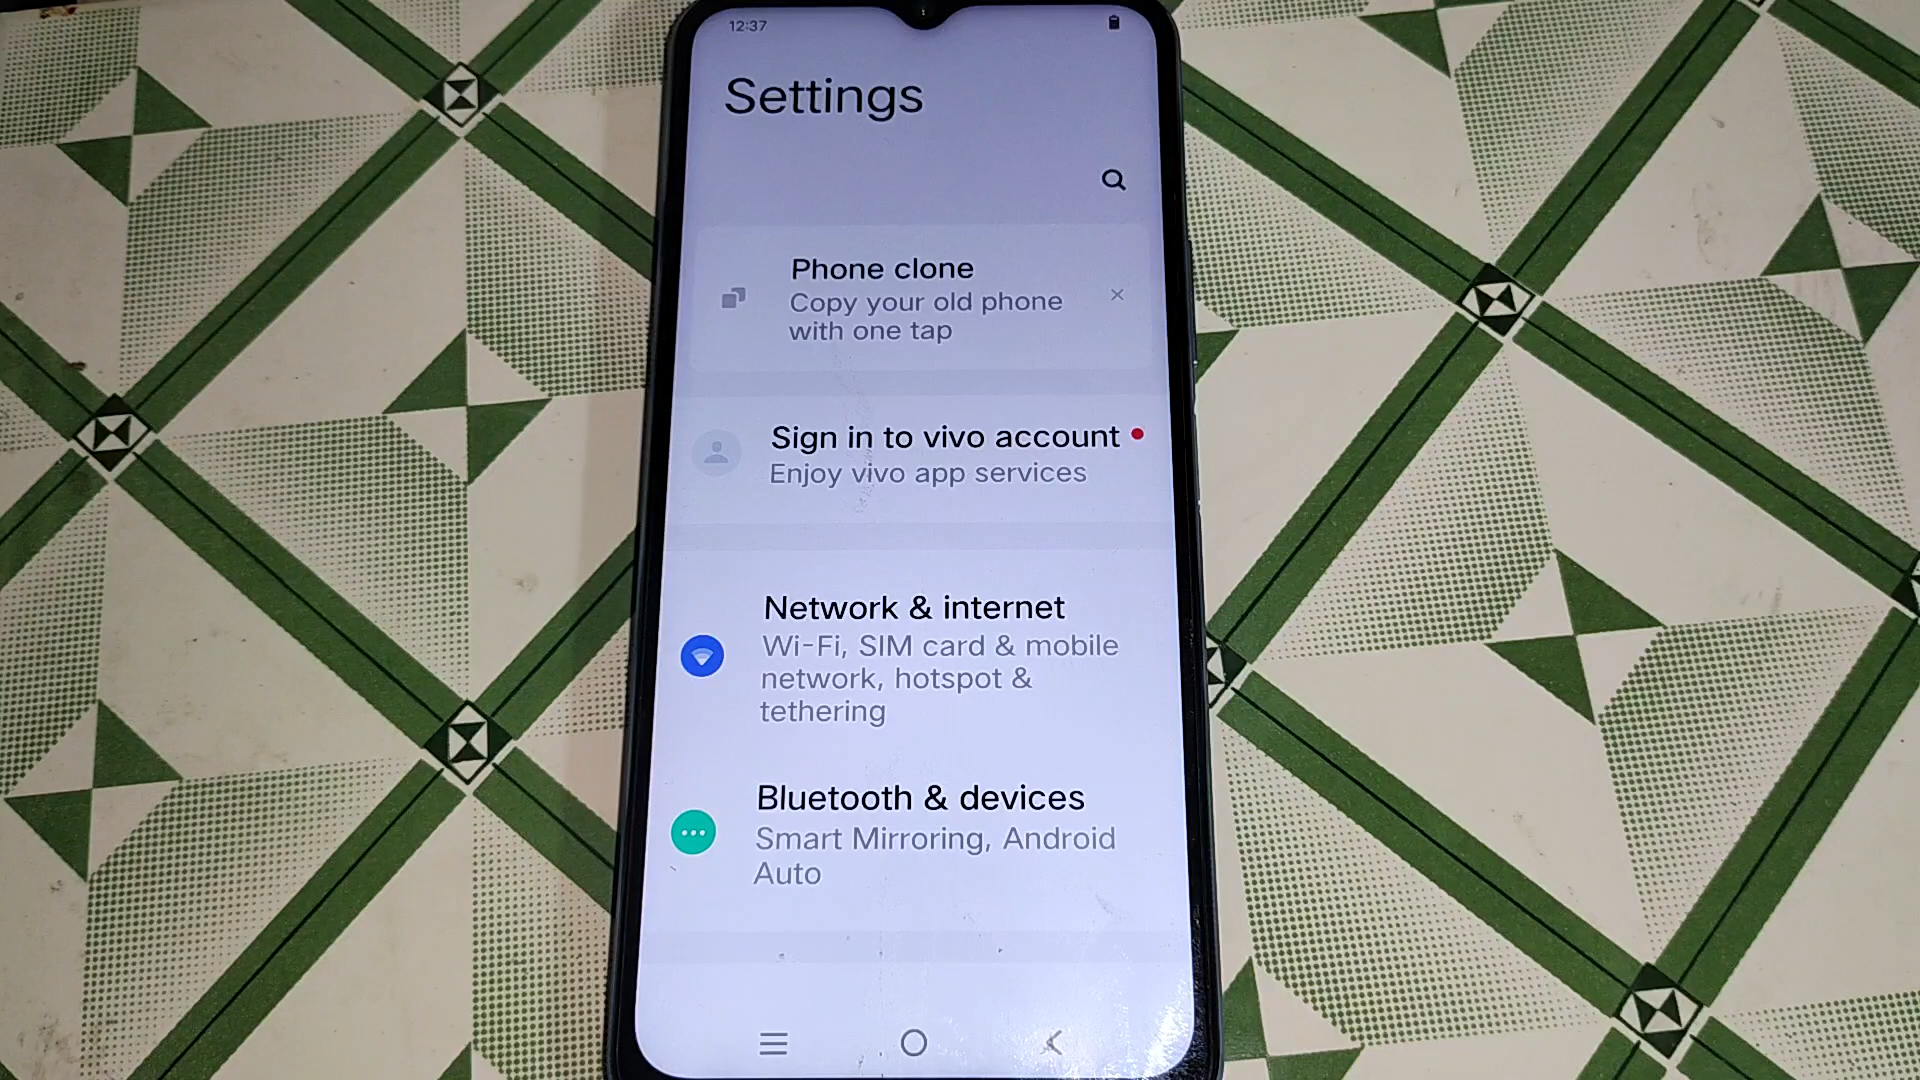 12:37
Settings
Phone clone
Copy your old phone
with one tap
Sign in to vivo account
Enjoy vivo app services
Network & internet
Wi-Fi, SIM card & mobile
network, hotspot &
tethering
Bluetooth & devices
Smart Mirroring, Android
Auto